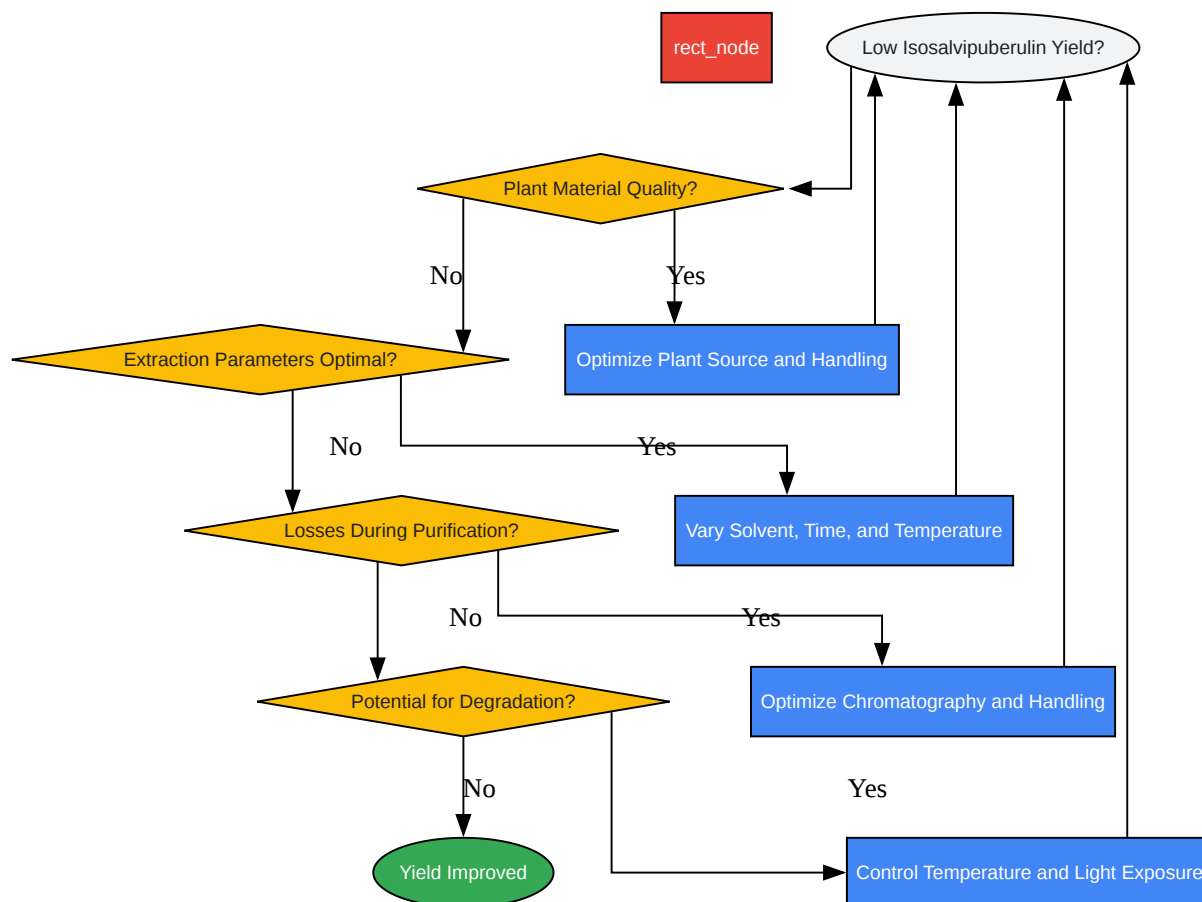 rect_node
Low Isosalvipuberulin Yield?
Plant Material Quality?
No
Yes
Extraction Parameters Optimal?
Optimize Plant Source and Handling
No
Yes
Losses During Purification?
Vary Solvent, Time, and Temperature
No
Yes
Potential for Degradation?
Optimize Chromatography and Handling
No
Yes
Yield Improved
Control Temperature and Light Exposure